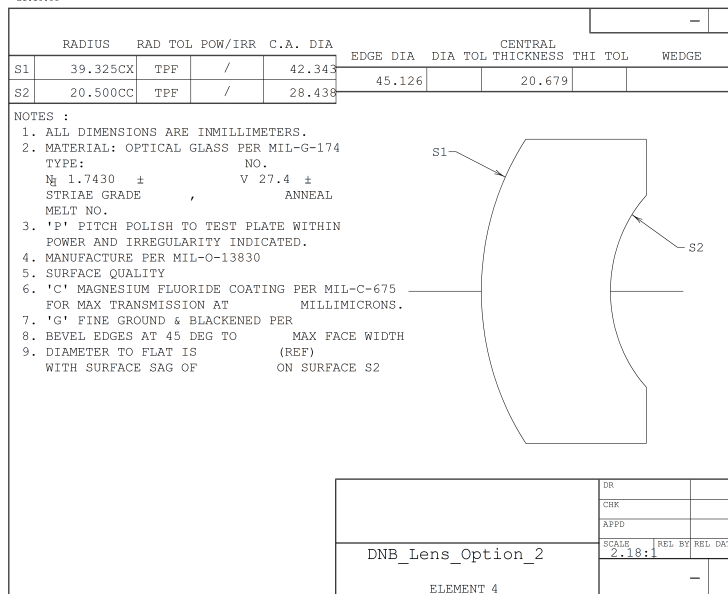 RADIUS RAD TOL POW/IRR C.A. DIA EDGE DIA DIA TOL CENTRAL THICKNESS THI TOL WEDGE
S1 39.325CX TPF / 42.343 45.126 20.679
S2 20.500CC TPF / 28.438
NOTES :
1. ALL DIMENSIONS ARE INMILLIMETERS.
2. MATERIAL: OPTICAL GLASS PER MIL-G-174
TYPE: NO.
Nd 1.7430 ± V 27.4 ±
STRIAE GRADE , ANNEAL
MELT NO.
3. 'P' PITCH POLISH TO TEST PLATE WITHIN
POWER AND IRREGULARITY INDICATED.
4. MANUFACTURE PER MIL-O-13830
5. SURFACE QUALITY
6. 'C' MAGNESIUM FLUORIDE COATING PER MIL-C-675
FOR MAX TRANSMISSION AT MILLIMICRONS.
7. 'G' FINE GROUND & BLACKENED PER
8. BEVEL EDGES AT 45 DEG TO MAX FACE WIDTH
9. DIAMETER TO FLAT IS (REF)
WITH SURFACE SAG OF ON SURFACE S2
S1
S2
DR
CHK
APPD
SCALE REL BY REL DAT
2.18:1
DNB_Lens_Option_2
ELEMENT 4